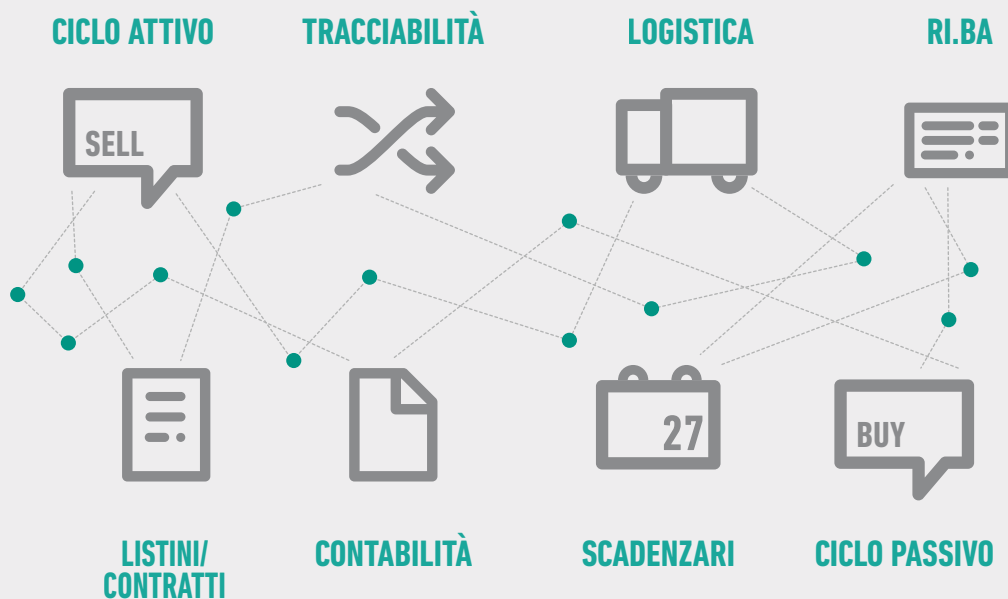 CICLO ATTIVO
TRACCIABILITÀ
LOGISTICA
RI.BA
SELL
27
BUY
LISTINI/
CONTRATTI
CONTABILITÀ
SCADENZARI
CICLO PASSIVO